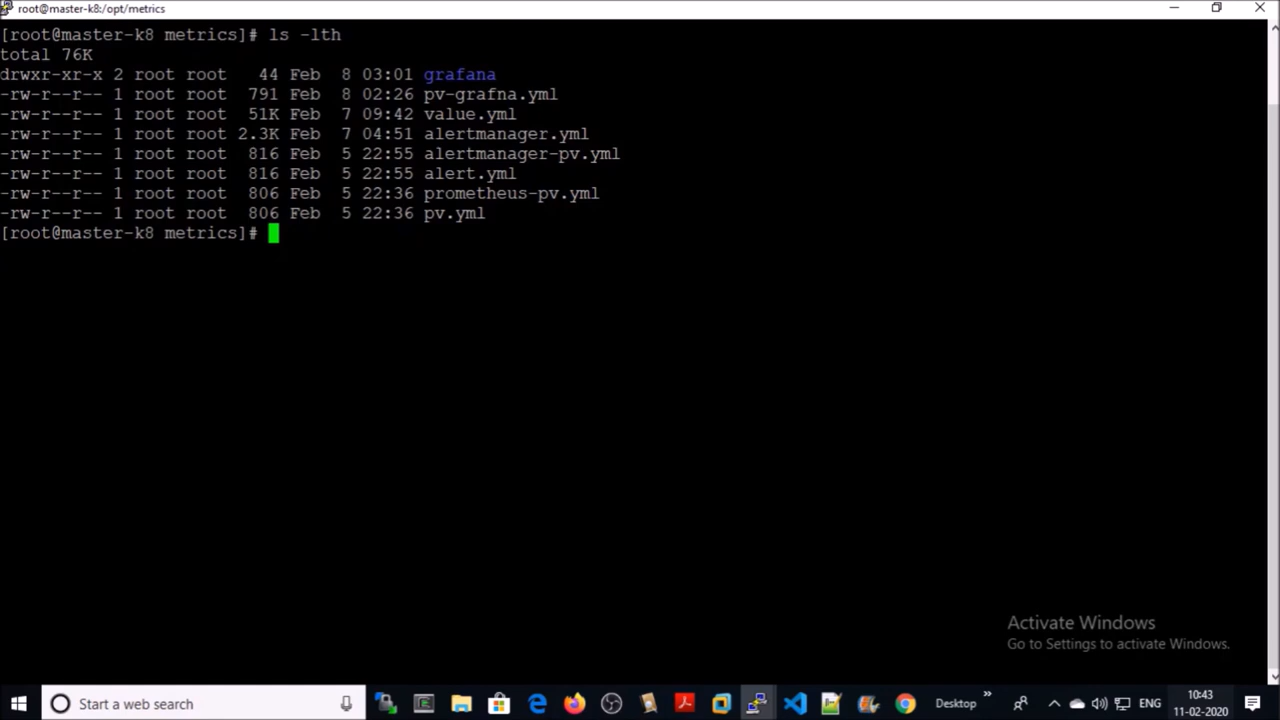 root@master-k8:/opt/metrics
[root@master-k8 metrics]# ls -lth
total 76K
drwxr-xr-x 2 root root   44 Feb  8 03:01 grafana
-rw-r--r-- 1 root root  791 Feb  8 02:26 pv-grafna.yml
-rw-r--r-- 1 root root  51K Feb  7 09:42 value.yml
-rw-r--r-- 1 root root 2.3K Feb  7 04:51 alertmanager.yml
-rw-r--r-- 1 root root  816 Feb  5 22:55 alertmanager-pv.yml
-rw-r--r-- 1 root root  816 Feb  5 22:55 alert.yml
-rw-r--r-- 1 root root  806 Feb  5 22:36 prometheus-pv.yml
-rw-r--r-- 1 root root  806 Feb  5 22:36 pv.yml
[root@master-k8 metrics]#
Activate Windows
Go to Settings to activate Windows.
Start a web search
Desktop
ENG
10:43
11-02-2020